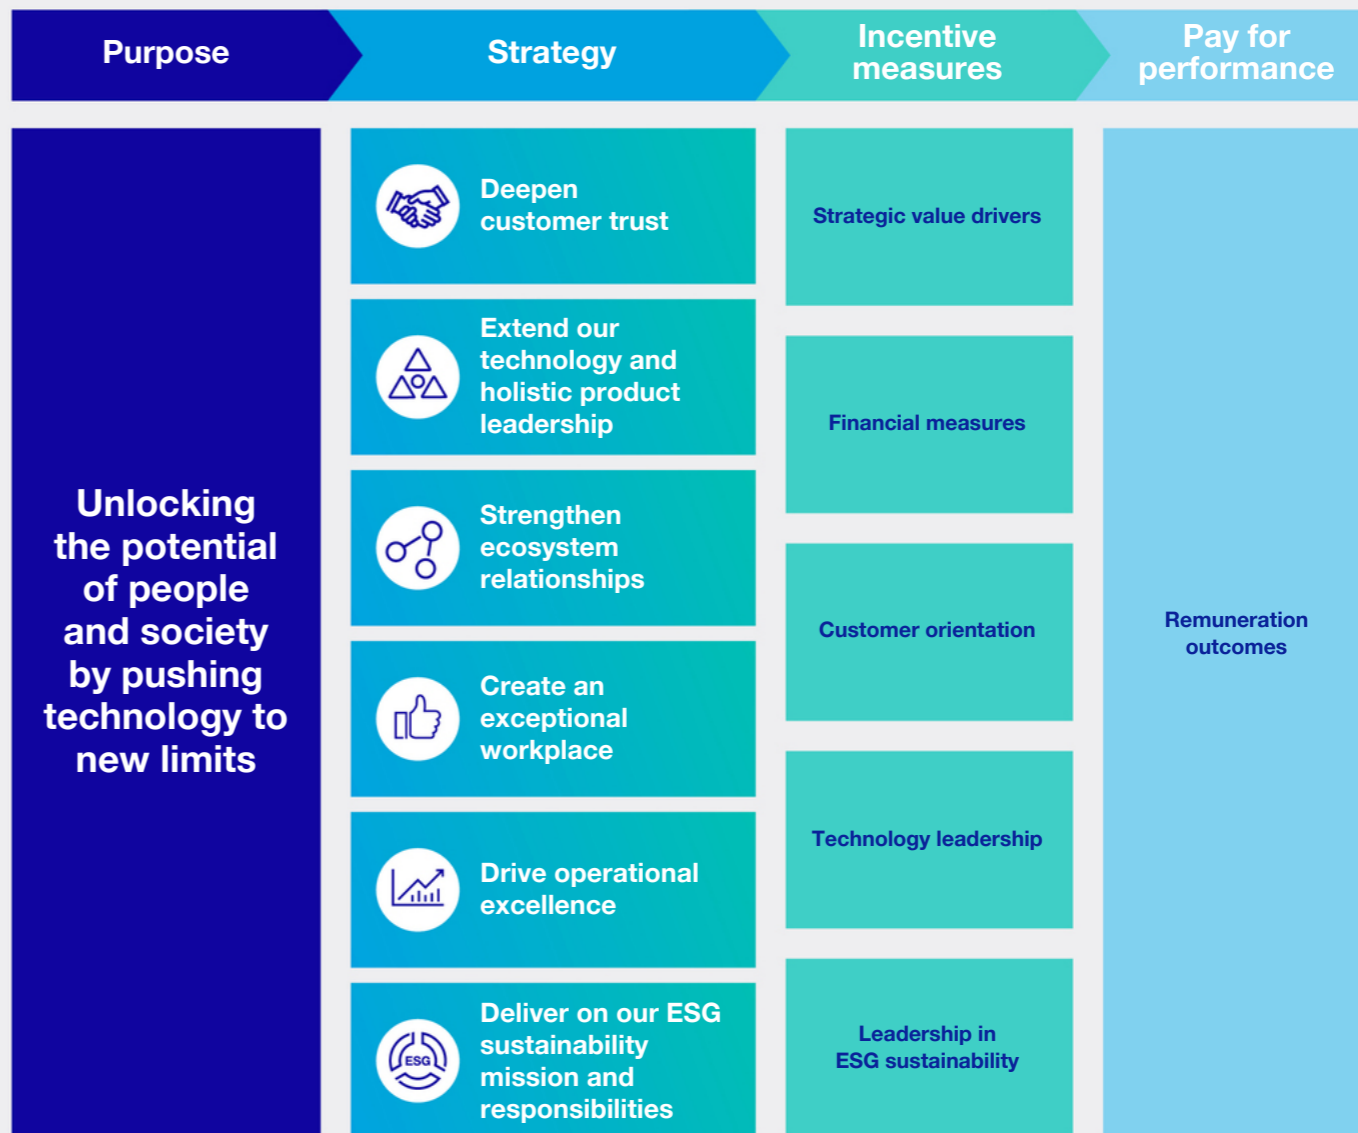 Purpose
Strategy
Incentive
measures
Pay for
performance
Unlocking
the potential
of people
and society
by pushing
technology to
new limits
Deepen
customer trust
Extend our
technology and
holistic product
leadership
Strengthen
ecosystem
relationships
Create an
exceptional
workplace
Drive operational
excellence
ESG
Deliver on our ESG
sustainability
mission and
responsibilities
Strategic value drivers
Financial measures
Customer orientation
Technology leadership
Leadership in
ESG sustainability
Remuneration
outcomes